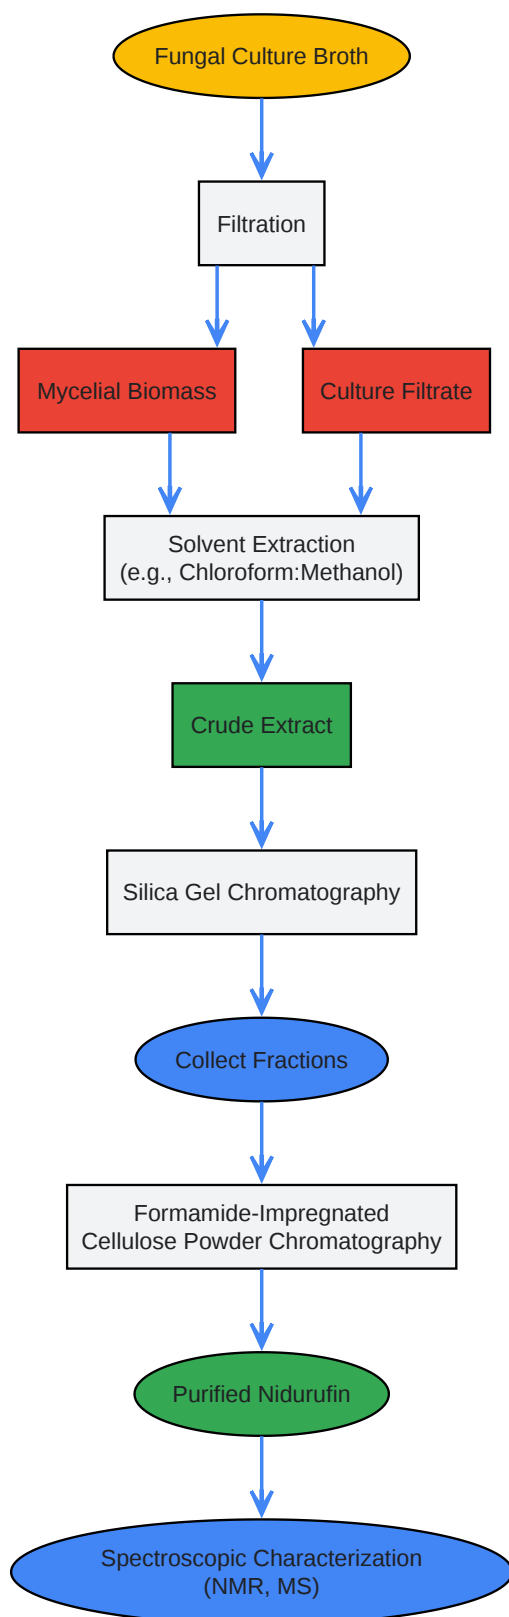 Fungal Culture Broth
Filtration
Mycelial Biomass
Culture Filtrate
Solvent Extraction
(e.g., Chloroform:Methanol)
Crude Extract
Silica Gel Chromatography
Collect Fractions
Formamide-Impregnated
Cellulose Powder Chromatography
Purified Nidurufin
Spectroscopic Characterization
(NMR, MS)